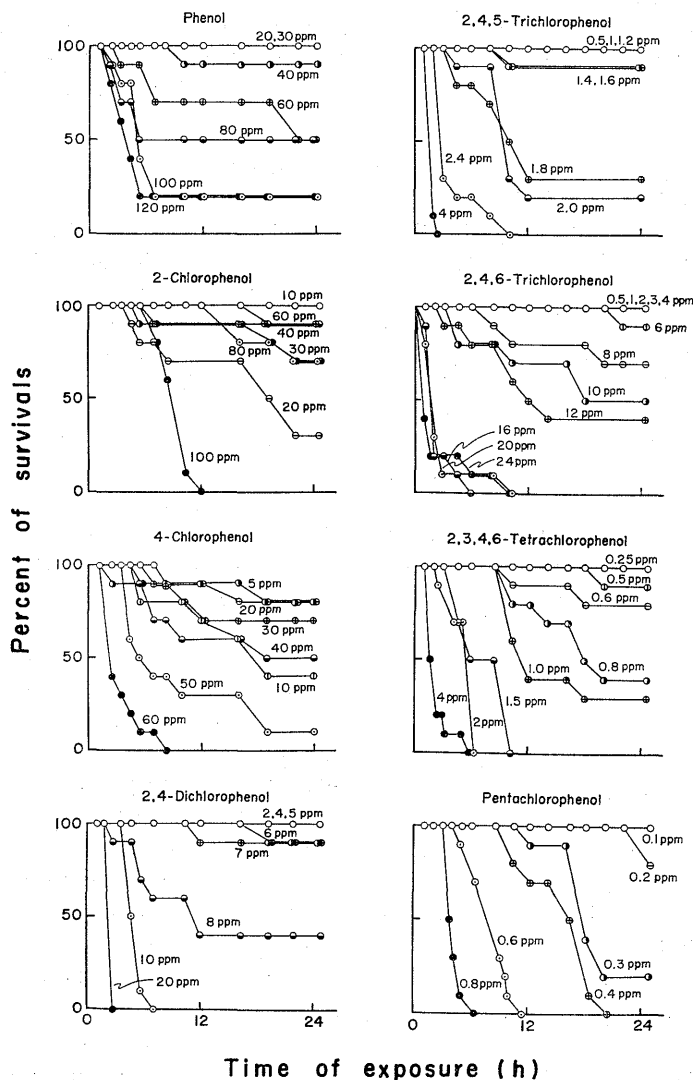 Phenol
100
50
0
20,30 ppm
40 ppm
60 ppm
80 ppm
100 ppm
120 ppm
2,4,5-Trichlorophenol
0.5,1,1.2 ppm
1.4, 1.6 ppm
2.4 ppm
1.8 ppm
4 ppm
2.0 ppm
2-Chlorophenol
100
50
0
10 ppm
60 ppm
40 ppm
80 ppm
30 ppm
20 ppm
100 ppm
2,4,6-Trichlorophenol
0.5,1,2,3,4 ppm
6 ppm
8 ppm
10 ppm
12 ppm
16 ppm
20 ppm
24 ppm
4-Chlorophenol
100
50
0
5 ppm
20 ppm
30 ppm
40 ppm
50 ppm
10 ppm
60 ppm
0
12
24
2,3,4,6-Tetrachlorophenol
0.25 ppm
0.5 ppm
0.6 ppm
0.8 ppm
1.0 ppm
4 ppm
1.5 ppm
2 ppm
2,4-Dichlorophenol
100
50
0
2,4,5 ppm
6 ppm
7 ppm
8 ppm
10 ppm
20 ppm
0
12
24
Pentachlorophenol
0.1 ppm
0.2 ppm
0.6 ppm
0.3 ppm
0.8 ppm
0.4 ppm
0
12
24
Percent of survivals
Time of exposure (h)